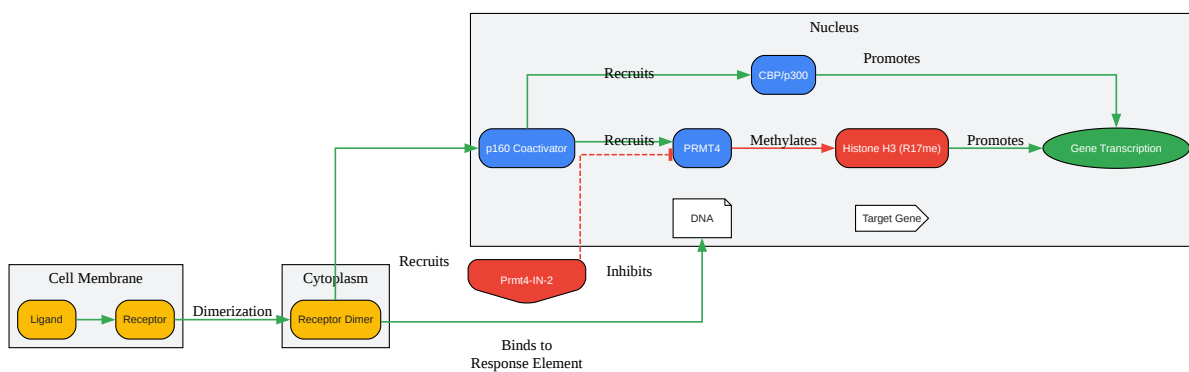 Nucleus
CBP/p300
Promotes
Recruits
p160 Coactivator
Recruits
PRMT4
Methylates
Histone H3 (R17me)
Promotes
Gene Transcription
DNA
Target Gene
Cell Membrane
Cytoplasm
Recruits
Prmt4-IN-2
Inhibits
Ligand
Receptor
Dimerization
Receptor Dimer
Binds to
Response Element